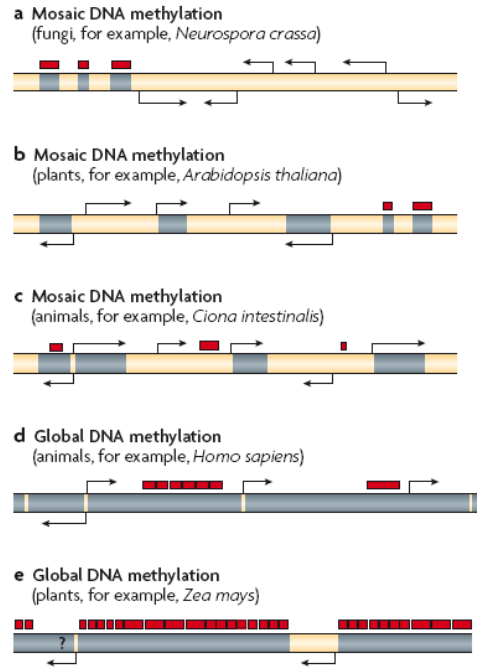 a Mosaic DNA methylation
(fungi, for example, Neurospora crassa)
b Mosaic DNA methylation
(plants, for example, Arabidopsis thaliana)
c Mosaic DNA methylation
(animals, for example, Ciona intestinalis)
d Global DNA methylation
(animals, for example, Homo sapiens)
e Global DNA methylation
(plants, for example, Zea mays)
?